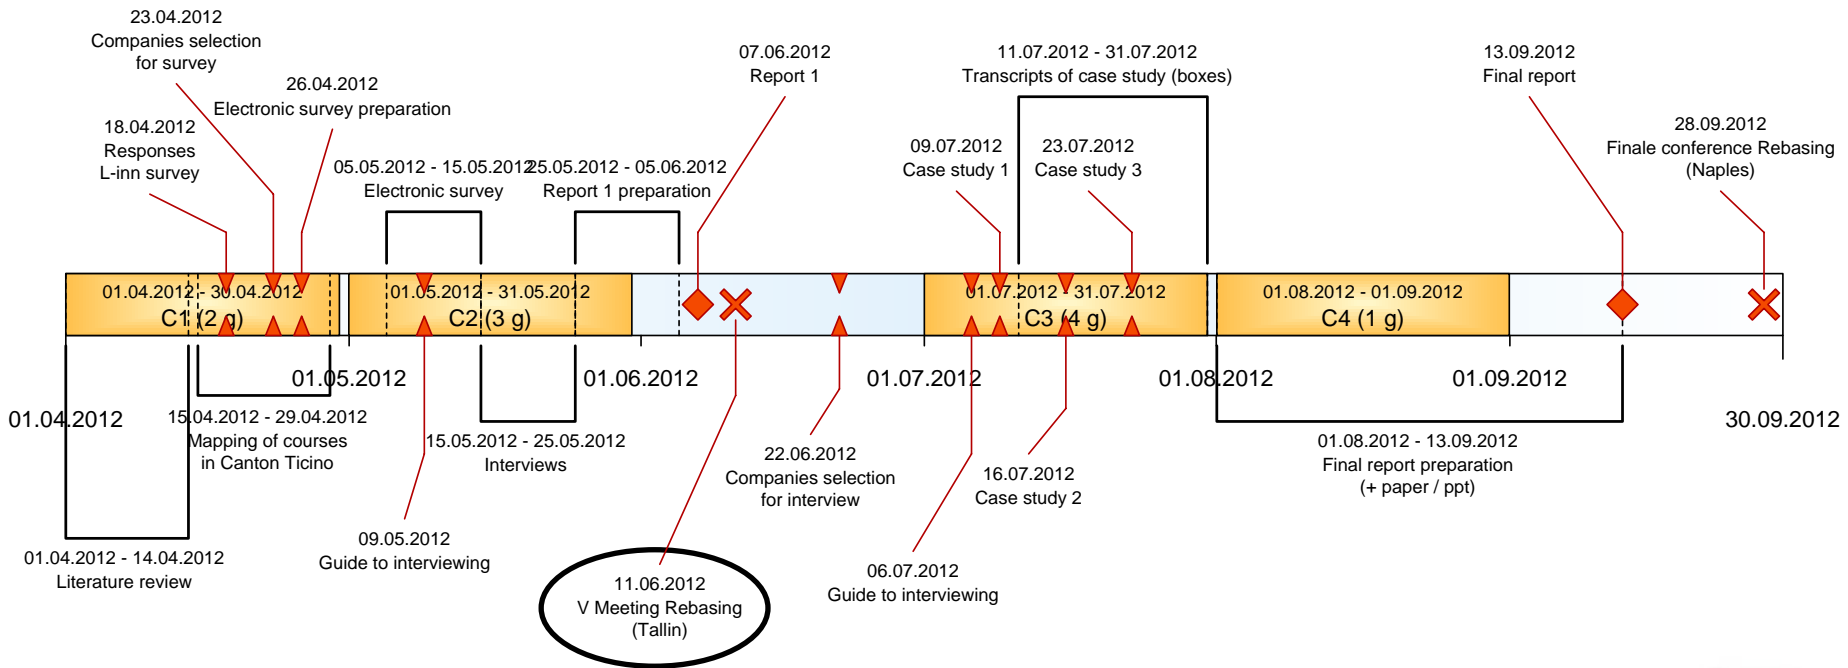 23.04.2012
Companies selection
for survey
26.04.2012
Electronic survey preparation
18.04.2012
Responses
L-inn survey
05.05.2012 - 15.05.2012
Electronic survey
25.05.2012 - 05.06.2012
Report 1 preparation
07.06.2012
Report 1
11.07.2012 - 31.07.2012
Transcripts of case study (boxes)
09.07.2012
Case study 1
23.07.2012
Case study 3
13.09.2012
Final report
28.09.2012
Finale conference Rebasing
(Naples)
01.04.2012 - 30.04.2012
C1 (2 g)
01.05.2012 - 31.05.2012
C2 (3 g)
01.07.2012 - 31.07.2012
C3 (4 g)
01.08.2012 - 01.09.2012
C4 (1 g)
01.04.2012
01.05.2012
01.06.2012
01.07.2012
01.08.2012
01.09.2012
30.09.2012
15.04.2012 - 29.04.2012
Mapping of courses
in Canton Ticino
15.05.2012 - 25.05.2012
Interviews
01.04.2012 - 14.04.2012
Literature review
09.05.2012
Guide to interviewing
11.06.2012
V Meeting Rebasing
(Tallin)
22.06.2012
Companies selection
for interview
06.07.2012
Guide to interviewing
16.07.2012
Case study 2
01.08.2012 - 13.09.2012
Final report preparation
(+ paper / ppt)